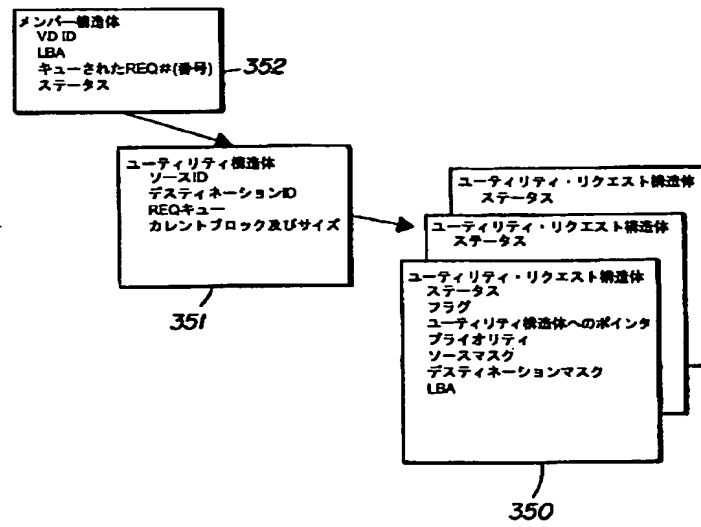 メンバー構造体
VD ID
LBA
キューされたREQ#(番号)
ステータス
352
ユーティリティ構造体
ソースID
デスティネーションID
REQキュー
カレントブロック及びサイズ
351
ユーティリティ・リクエスト構造体
ステータス
ユーティリティ・リクエスト構造体
ステータス
ユーティリティ・リクエスト構造体
ステータス
フラグ
ユーティリティ構造体へのポインタ
プライオリティ
ソースマスク
デスティネーションマスク
LBA
350